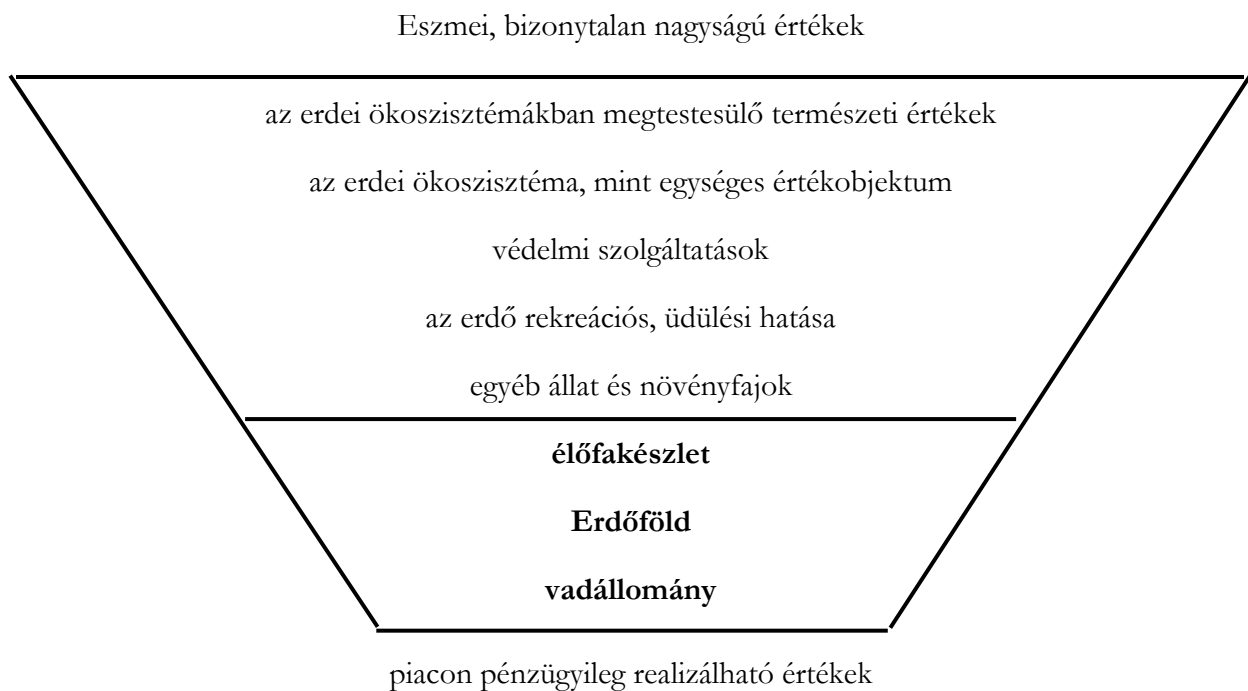 Eszmei, bizonytalan nagyságú értékek
az erdei ökoszisztémákban megtestesülő természeti értékek
az erdei ökoszisztéma, mint egységes értékobjektum
védelmi szolgáltatások
az erdő rekreációs, üdülési hatása
egyéb állat és növényfajok
élőfakészlet
Erdőföld
vadállomány
piacon pénzügyileg realizálható értékek